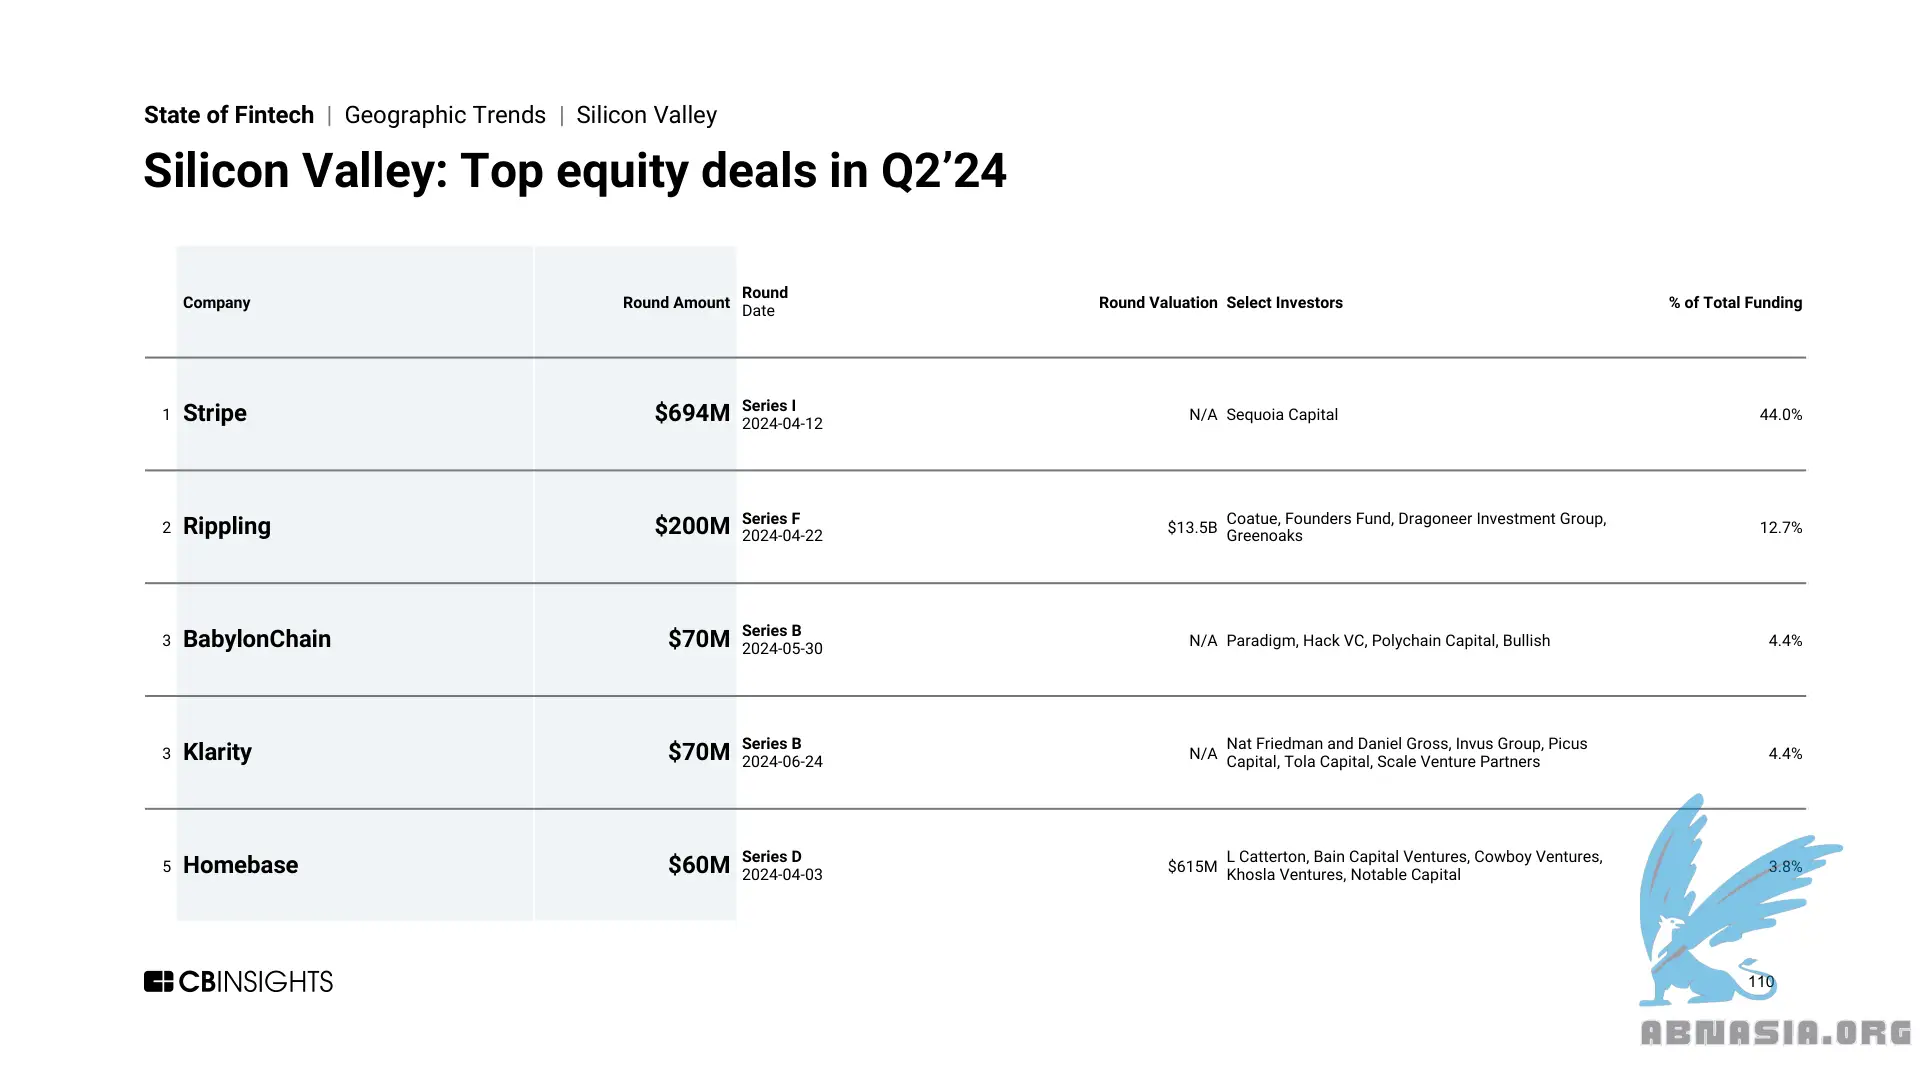 State of Fintech | Geographic Trends | Silicon Valley
Silicon Valley: Top equity deals in Q2’24
Company Round Amount Round Date Round Valuation Select Investors % of Total Funding
1 Stripe $694M Series I 2024-04-12 N/A Sequoia Capital 44.0%
2 Rippling $200M Series F 2024-04-22 $13.5B Coatue, Founders Fund, Dragoneer Investment Group, Greenoaks 12.7%
3 BabylonChain $70M Series B 2024-05-30 N/A Paradigm, Hack VC, Polychain Capital, Bullish 4.4%
3 Klarity $70M Series B 2024-06-24 N/A Nat Friedman and Daniel Gross, Invus Group, Picus Capital, Tola Capital, Scale Venture Partners 4.4%
5 Homebase $60M Series D 2024-04-03 $615M L Catterton, Bain Capital Ventures, Cowboy Ventures, Khosla Ventures, Notable Capital 3.8%
CBINSIGHTS
110
ABNASIA.ORG